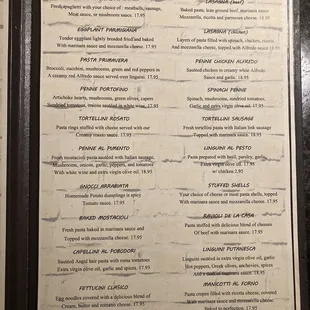 Fresh spaghetti with your choice of: meatballs, sausage,
Meat sauce, or mushroom sauce. 17.95
EGGPLANT PARMIGIANA
Tender eggplant lightly breaded fried and baked
With marinara sauce and mozzarella cheese. 17.95
PASTA PRIMAVERA
Broccoli, zucchini, mushrooms, green and red peppers in
A creamy red Alfredo sauce served over linguini. 17.95
PENNE PORTOFINO
Artichoke hearts, mushrooms, green olives, capers
Sundried tomatoes, onions sautéed in white wine. 17.95
TORTELLINI ROSATO
Pasta rings stuffed with cheese served with our
Creamy tomato sauce. 17.95
PENNE AL PUMENTO
Fresh mostaccioli pasta sautéed with Italian sausage,
Mushrooms, onions, garlic, peppers, and tomatoes
With white wine and extra virgin olive oil. 18.95
GNOCCI ARRABIATA
Homemade Potato dumplings in spicy
Tomato sauce. 17.95
BAKED MOSTACIOLI
Fresh pasta baked in marinara sauce and
Topped with mozzarella cheese. 17.95
CAPELLINI AL POMODORI
Sautéed Angel hair pasta with roma tomatoes
Extra virgin olive oil, garlic and spices. 17.95
FETTUCINI CLASICO
Egg noodles covered with a delicious blend of
Cream, butter and romano cheese. 17.95
LASAGNA (beef)
Baked pasta, lean ground beef, marinara sauce
Mozzarella, ricotta and parmesan cheese. 17.95
LASAGNA
Layers of pasta filled with spinach, chicken, ricotta
And mozzarella cheese, topped with Alfredo sauce
PENNE CHICKEN ALFREDO
Sautéed chicken in creamy white Alfredo
Sauce and garlic. 18.95
SPINACH PENNE
Spinach, mushrooms, sundried tomatoes,
Garlic and extra virgin olive oil. 17.95
TORTELLINI SAUSAGE
Fresh tortellini pasta with Italian link sausage
Topped with marinara sauce. 18.95
LINGUINI AL PESTO
Pasta prepared with basil, parsley, garlic,
Extra virgin olive oil. 17.95
w/ chicken 2.95
STUFFED SHELLS
Your choice of cheese or meat pasta shells, topped
With marinara sauce and mozzarella cheese. 17.95
RAVIOLI DE LA CASA
Pasta stuffed with delicious blend of cheeses
Or beef with marinara sauce. 18.95
LINGUINI PUTANESCA
Linguini sautéed in extra virgin olive oil, garlic
Hot peppers, Greek olives, anchovies, spices
And a marinara sauce. 18.95
MANICOTTI AL FORNO
Pasta crepes filled with ricotta cheese, covered
With marinara sauce and mozzarella cheese
Baked to perfection. 17.95